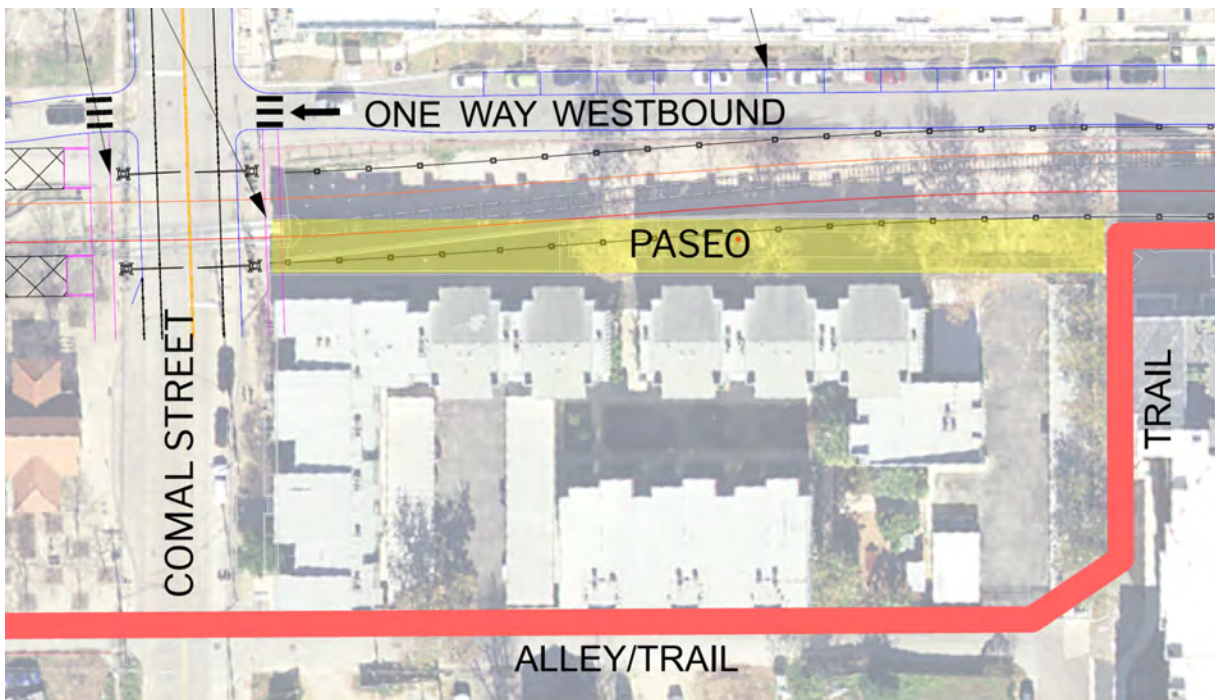 ONE WAY WESTBOUND
PASEO
COMAL STREET
TRAIL
ALLEY/TRAIL